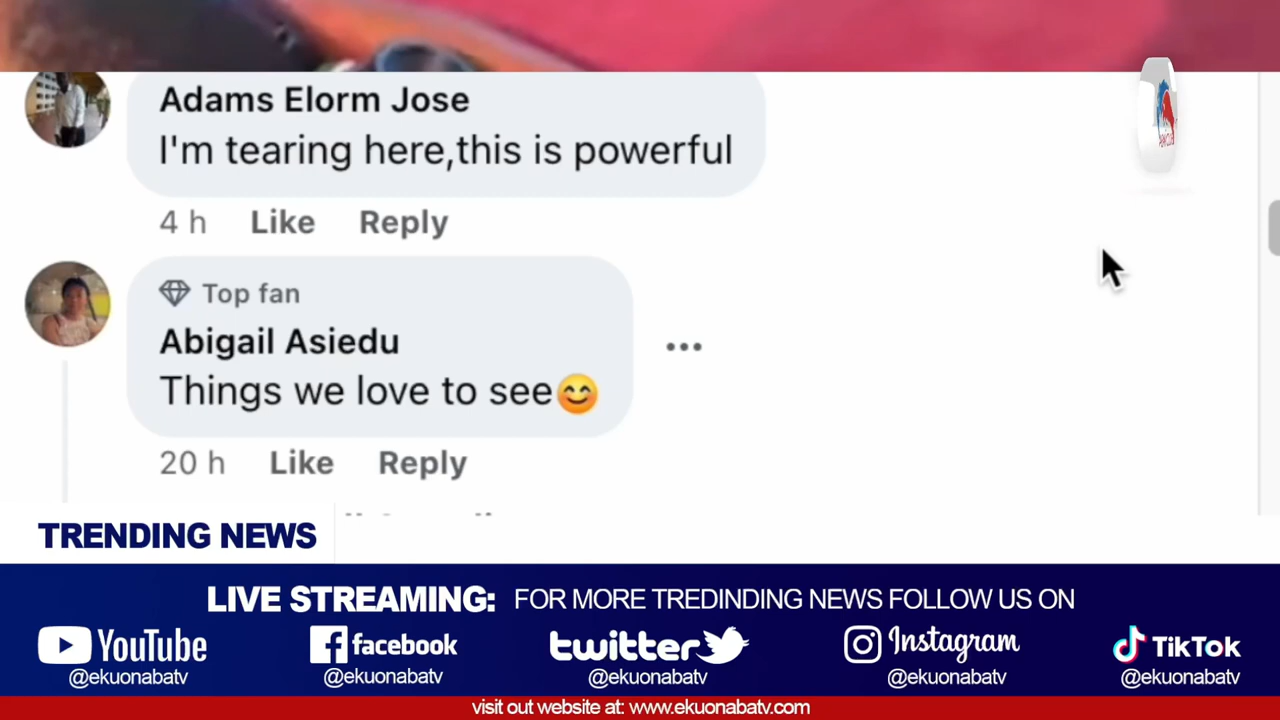 Adams Elorm Jose
I'm tearing here,this is powerful
4 h Like Reply
Top fan
Abigail Asiedu
Things we love to see😊
20 h Like Reply
TRENDING NEWS
LIVE STREAMING: FOR MORE TREDINDING NEWS FOLLOW US ON
YouTube facebook twitter Instagram TikTok
@ekuonabatv @ekuonabatv @ekuonabatv @ekuonabatv @ekuonabatv
visit out website at: www.ekuonabatv.com